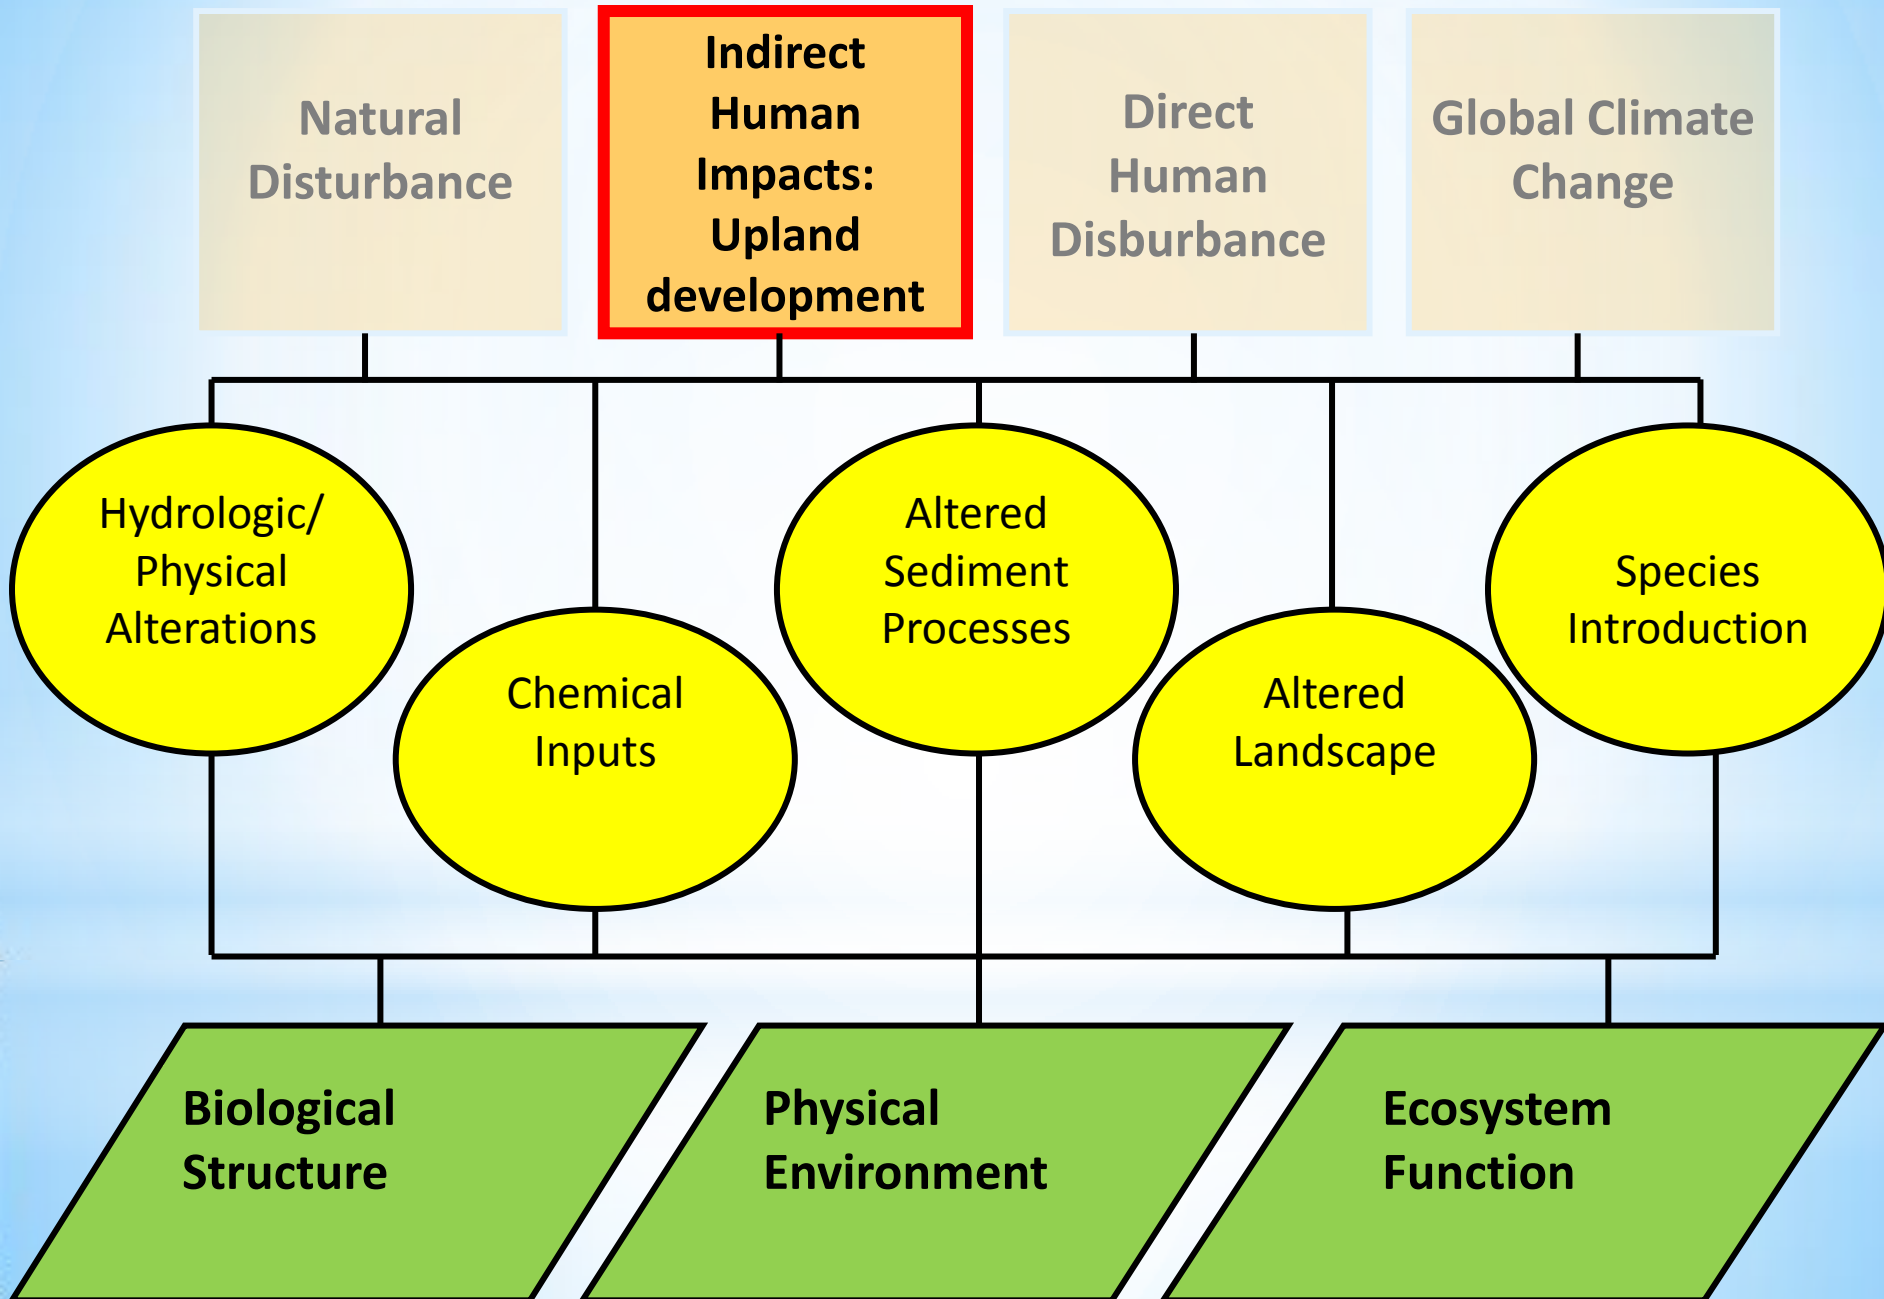 Natural
Disturbance
Indirect
Human
Impacts:
Upland
development
Direct
Human
Disburbance
Global Climate
Change
Hydrologic/
Physical
Alterations
Chemical
Inputs
Altered
Sediment
Processes
Altered
Landscape
Species
Introduction
Biological
Structure
Physical
Environment
Ecosystem
Function